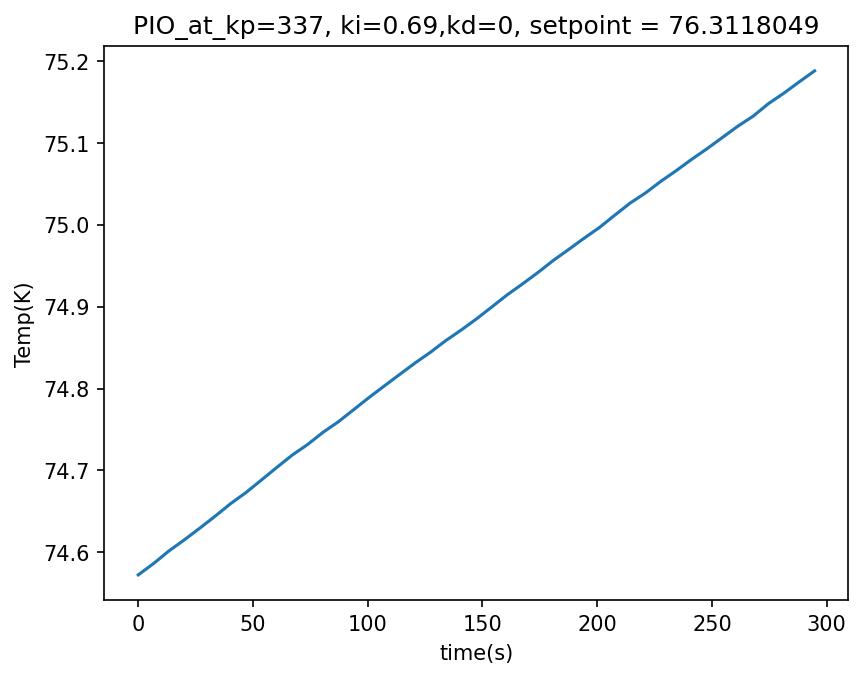 PIO_at_kp=337, ki=0.69,kd=0, setpoint = 76.3118049
75.2
75.1
75.0
74.9
74.8
74.7
74.6
Temp(K)
0 50 100 150 200 250 300
time(s)